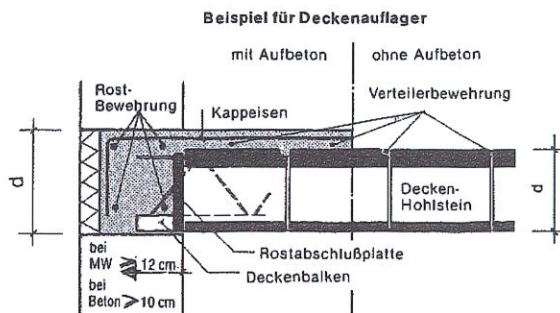 Beispiel für Deckenauflager
mit Aufbeton
ohne Aufbeton
Rost-
Bewehrung
Kappeisen
Verteilerbewehrung
d
d
Decken-
Hohlstein
Rostabschlußplatte
Deckenbalken
bei
MW ≥ 12 cm
bei
Beton ≥ 10 cm